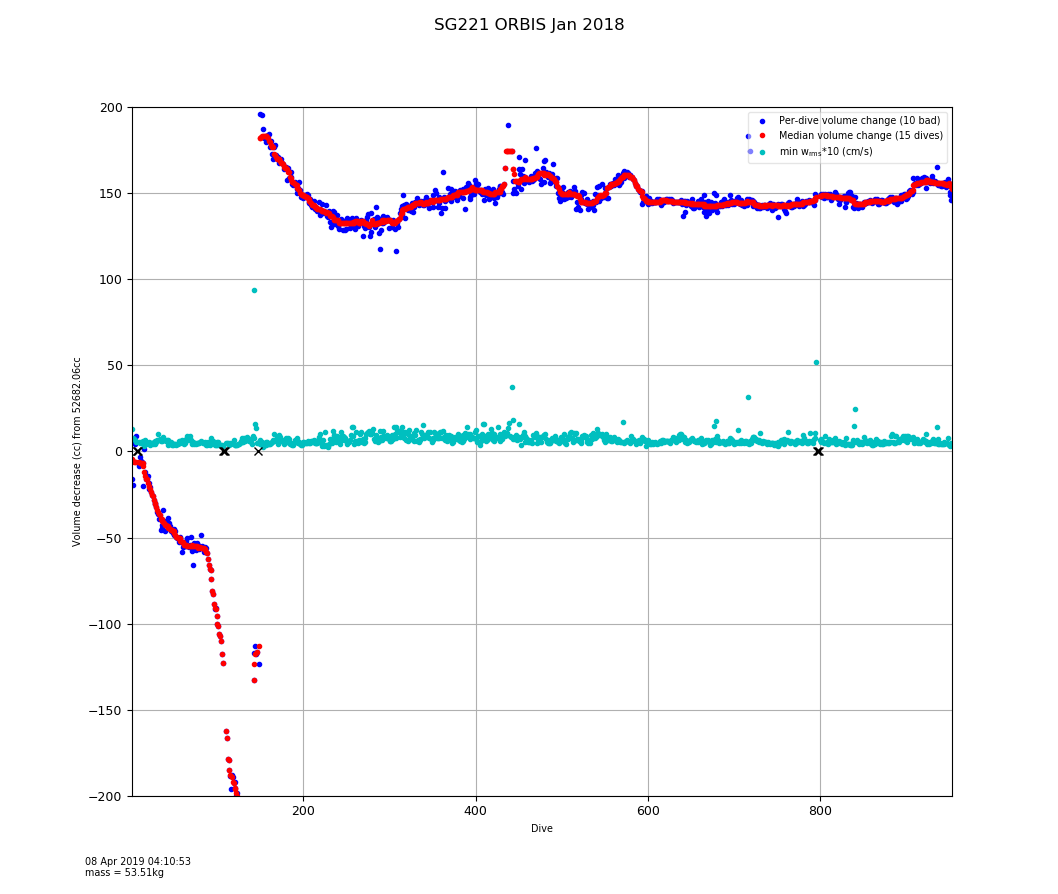 SG221 ORBIS Jan 2018
200
150
100
50
0
−50
−100
−150
−200
Volume decrease (cc) from 52682.06cc
Per-dive volume change (10 bad)
Median volume change (15 dives)
min wrms*10 (cm/s)
200
400
600
800
Dive
08 Apr 2019 04:10:53
mass = 53.51kg